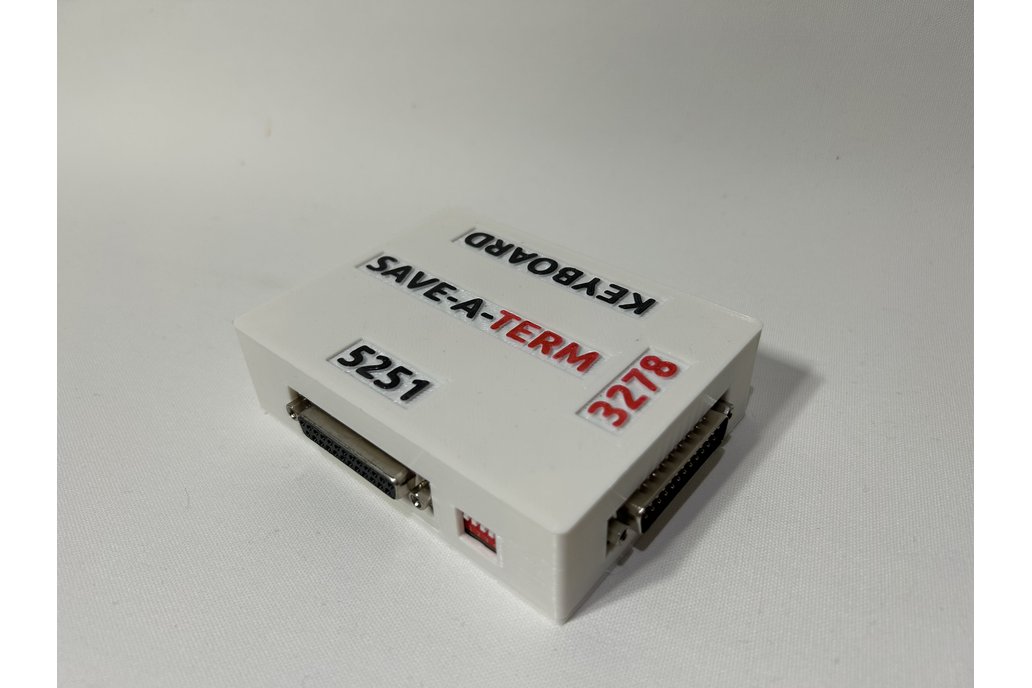 KEYBOARD
SAVE-A-TERM
5251
3278